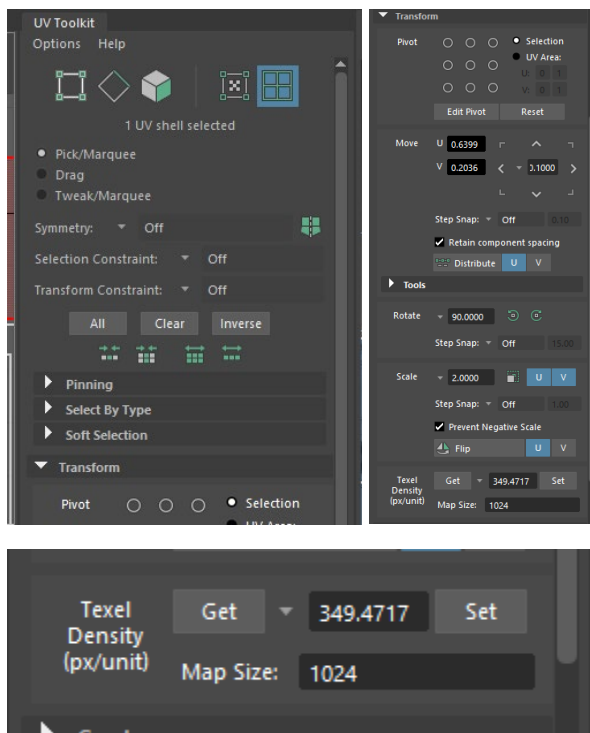 UV Toolkit
Options Help
1 UV shell selected
Pick/Marquee
Drag
Tweak/Marquee
Symmetry: Off
Selection Constraint: Off
Transform Constraint: Off
All Clear Inverse
Pinning
Select By Type
Soft Selection
Transform
Pivot Selection
Transform
Pivot Selection
UV Area:
U: 0 1
V: 0 1
Edit Pivot Reset
Move U 0.6399
V 0.2036 0.1000
Step Snap: Off 0.10
Retain component spacing
Distribute U V
Tools
Rotate 90.0000
Step Snap: Off 15.00
Scale 2.0000 U V
Step Snap: Off 1.00
Prevent Negative Scale
Flip U V
Texel Density (px/unit) Get 349.4717 Set
Map Size: 1024
Texel
Density
(px/unit)
Get 349.4717 Set
Map Size: 1024